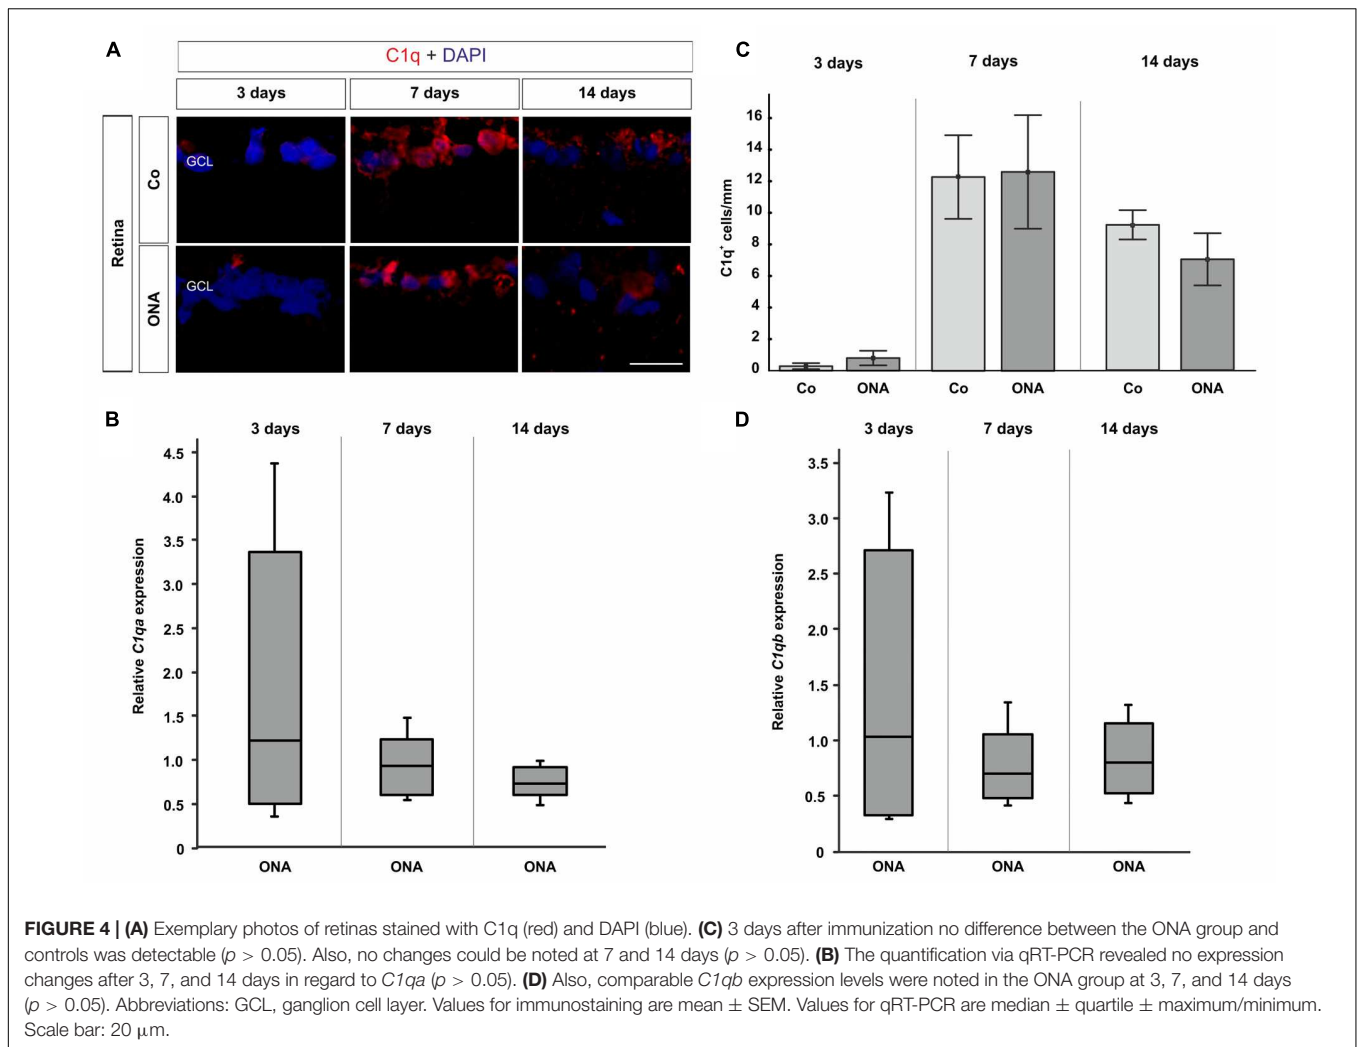 A
C1q + DAPI
3 days 7 days 14 days
Retina
Co
GCL
ONA
GCL
C
3 days 7 days 14 days
C1q+ cells/mm
16
14
12
10
8
6
4
2
0
Co ONA Co ONA Co ONA
B
3 days 7 days 14 days
Relative C1qa expression
4.5
4.0
3.5
3.0
2.5
2.0
1.5
1.0
0.5
0
ONA ONA ONA
D
3 days 7 days 14 days
Relative C1qb expression
3.5
3.0
2.5
2.0
1.5
1.0
0.5
0
ONA ONA ONA
FIGURE 4 | (A) Exemplary photos of retinas stained with C1q (red) and DAPI (blue). (C) 3 days after immunization no difference between the ONA group and
controls was detectable (p > 0.05). Also, no changes could be noted at 7 and 14 days (p > 0.05). (B) The quantification via qRT-PCR revealed no expression
changes after 3, 7, and 14 days in regard to C1qa (p > 0.05). (D) Also, comparable C1qb expression levels were noted in the ONA group at 3, 7, and 14 days
(p > 0.05). Abbreviations: GCL, ganglion cell layer. Values for immunostaining are mean ± SEM. Values for qRT-PCR are median ± quartile ± maximum/minimum.
Scale bar: 20 μm.